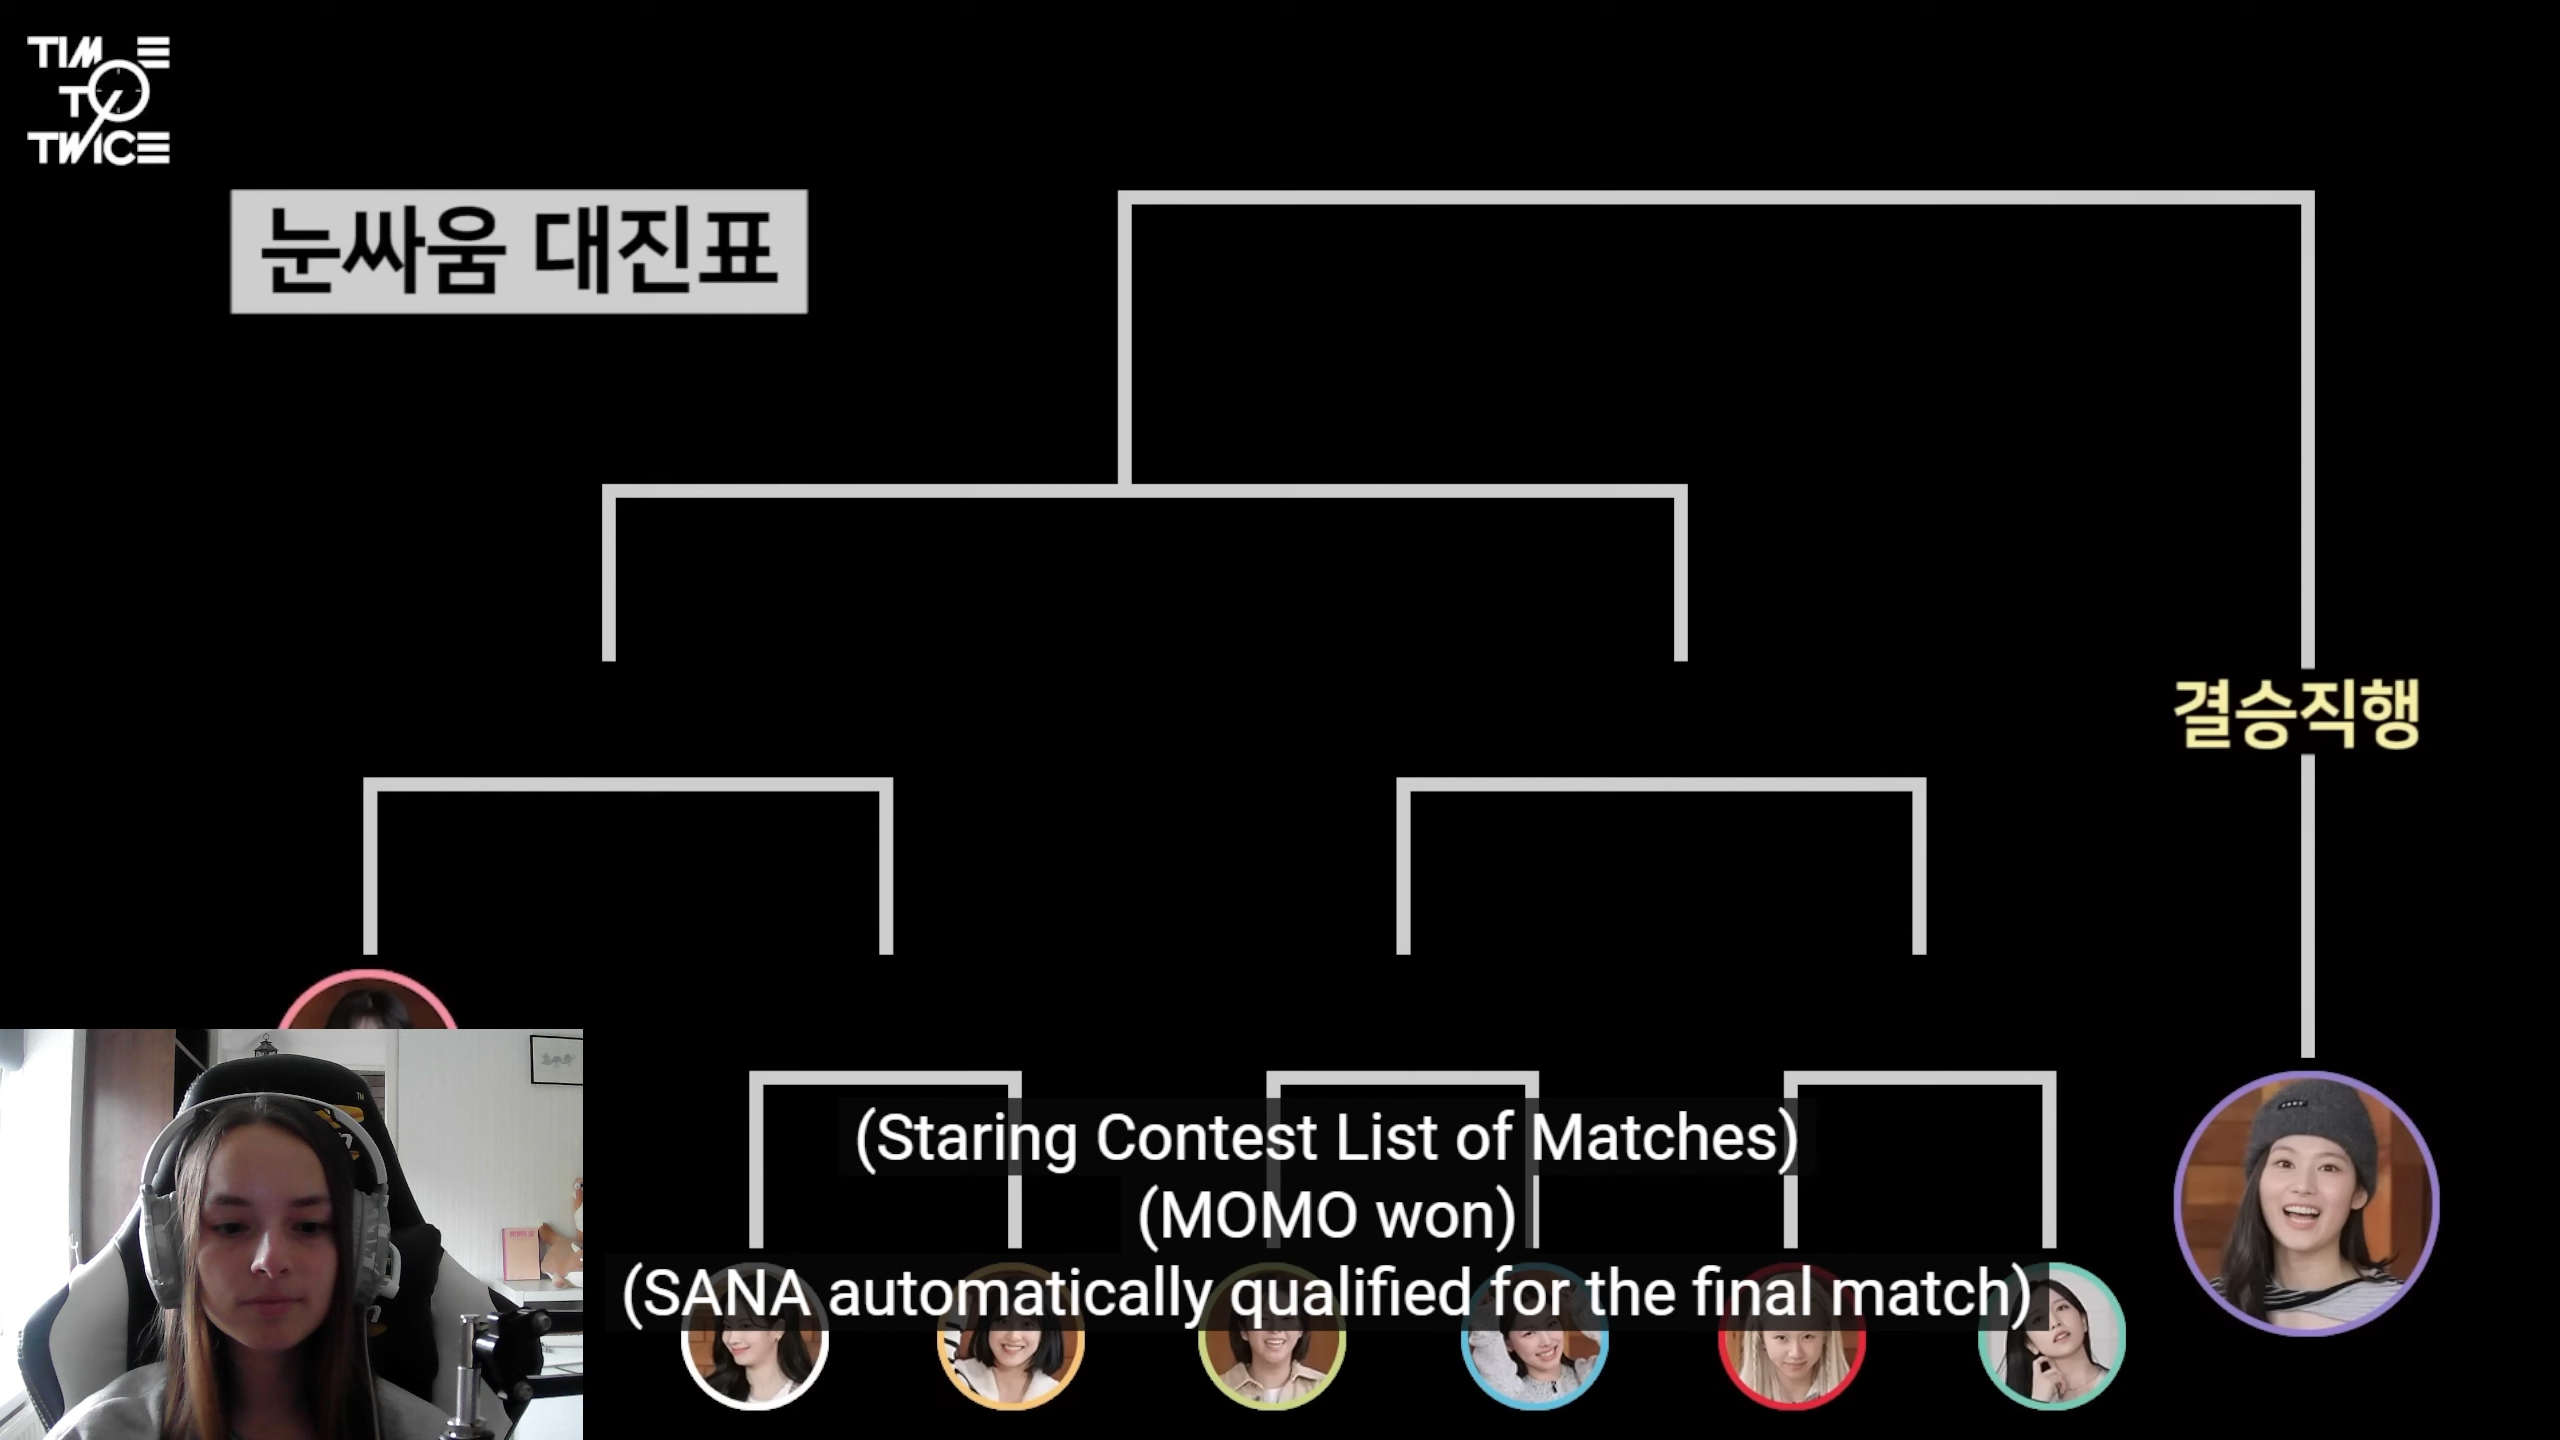 TIME
TO
TWICE
눈싸움 대진표
결승직행
(Staring Contest List of Matches)
(MOMO won)
(SANA automatically qualified for the final match)